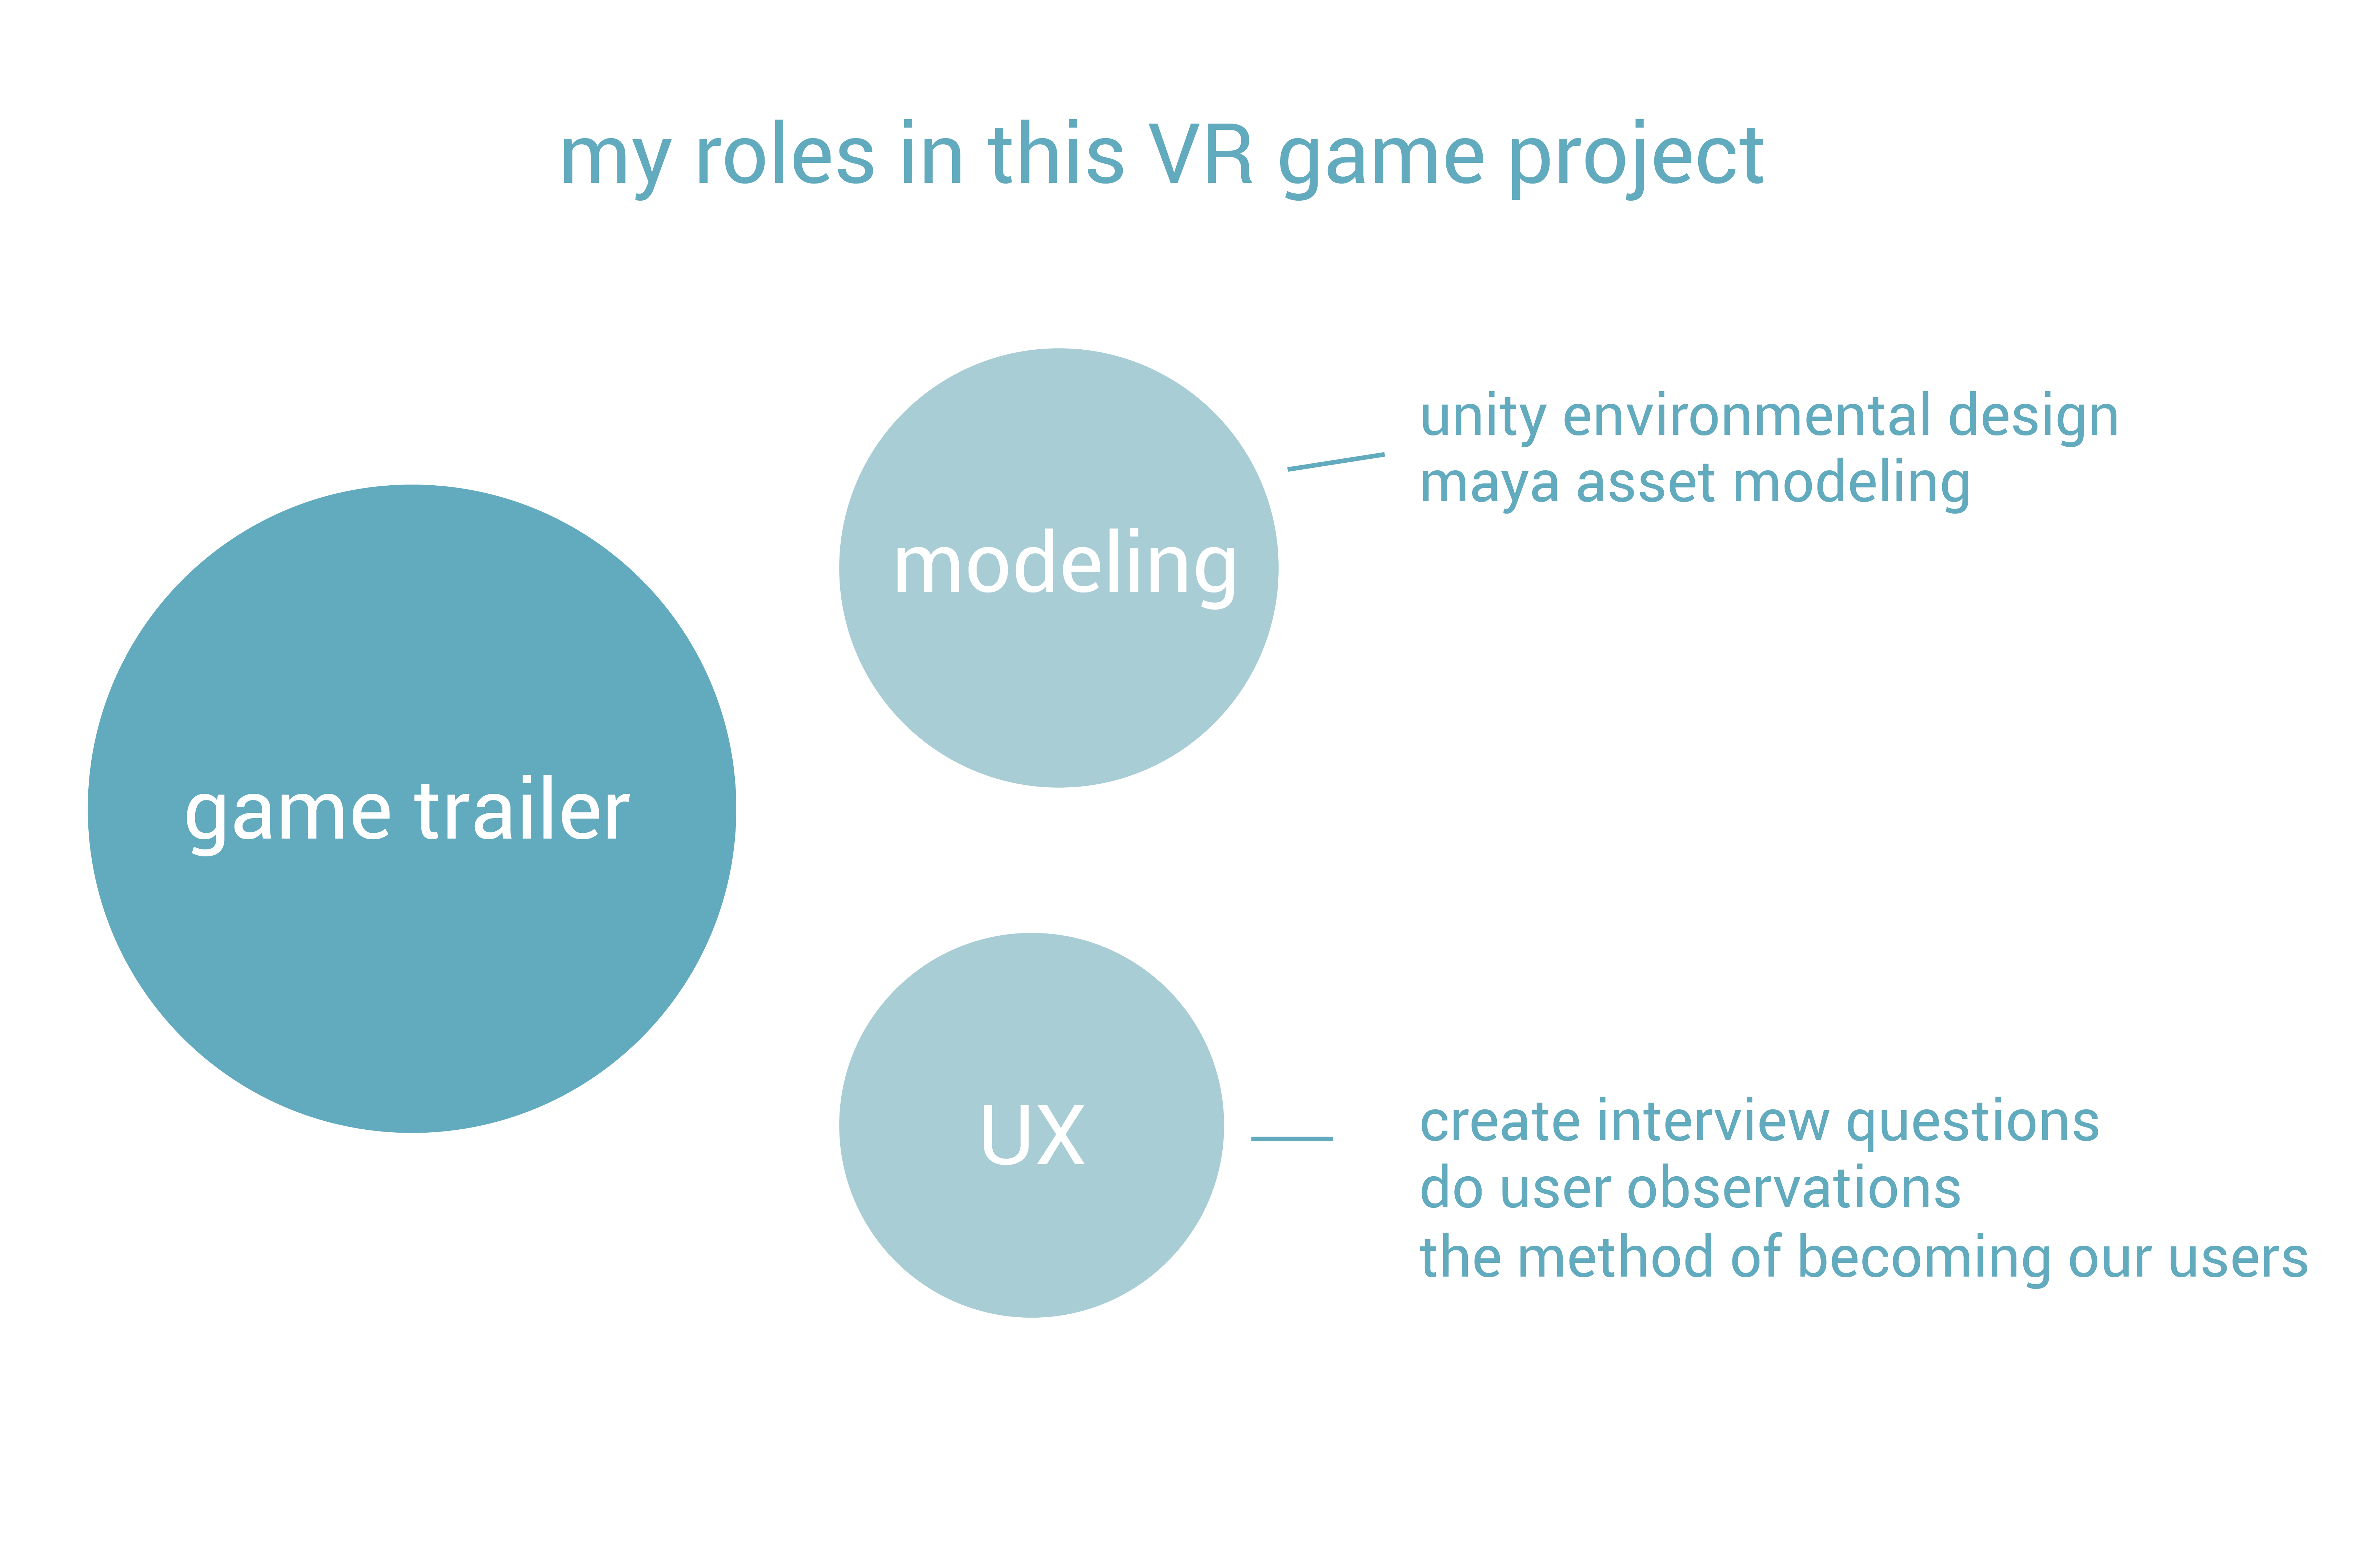 my roles in this VR game project
game trailer
modeling
unity environmental design
maya asset modeling
UX
create interview questions
do user observations
the method of becoming our users